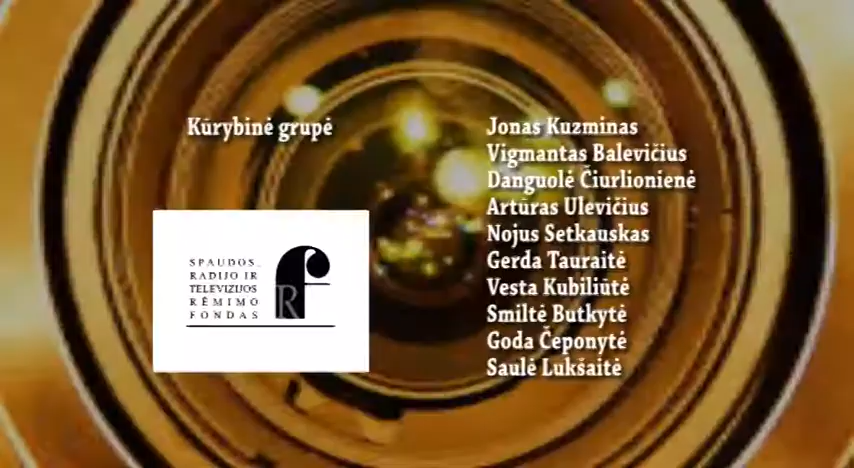 Kūrybinė grupė
Jonas Kuzminas
Vigmantas Balevičius
Danguolė Čiurlionienė
Artūras Ulevičius
Nojus Setkauskas
Gerda Tauraitė
Vesta Kubiliūtė
Smiltė Butkytė
Goda Čeponytė
Saulė Lukšaitė
SPAUDOS,
RADIJO IR
TELEVIZIJOS
RĖMIMO
FONDAS
Rf